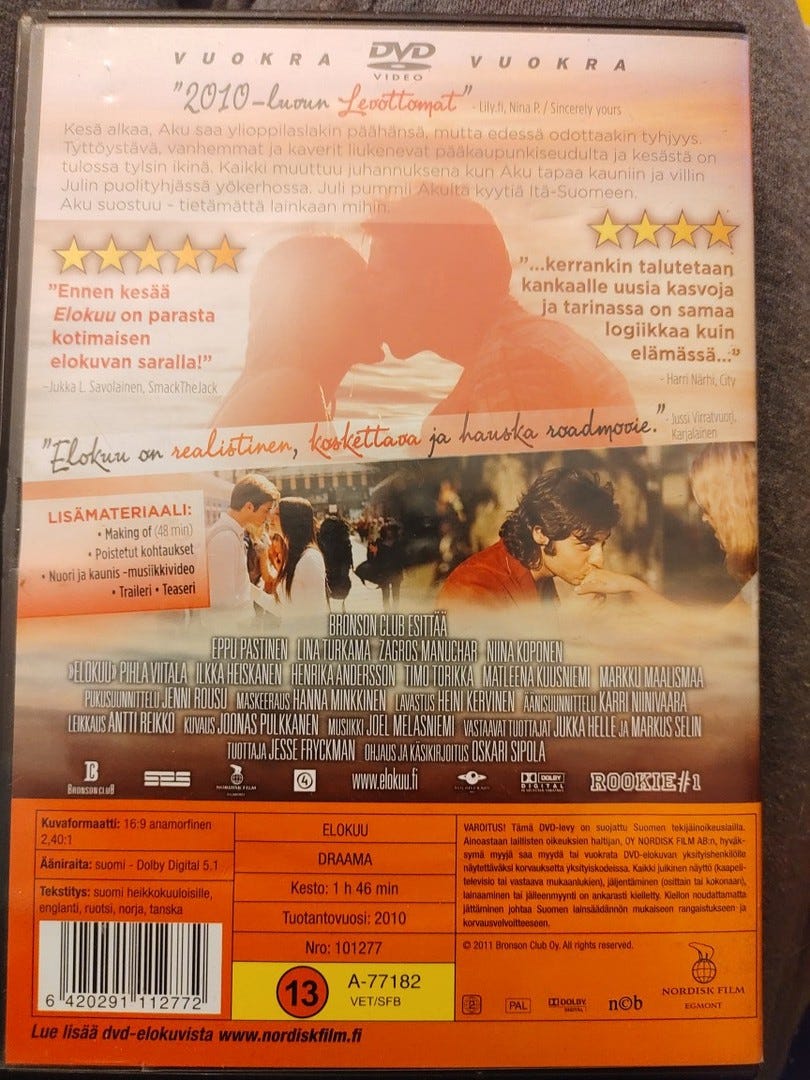 VUOKRA DVD VIDEO VUOKRA
"2010-luvun Levottomat" - Lily.fi, Nina P. / Sincerely yours
Kesä alkaa, Aku saa ylioppilaslakin päähänsä, mutta edessä odottaakin tyhjyys.
Tyttöystävä, vanhemmat ja kaverit liukenevat pääkaupunkiseudulta ja kesästä on
tulossa tylsin ikinä. Kaikki muuttuu juhannuksena kun Aku tapaa kauniin ja villin
Julin puolityhjässä yökerhossa. Juli pummii Akulta kyytiä Itä-Suomeen.
Aku suostuu - tietämättä lainkaan mihin.
"Ennen kesää
Elokuu on parasta
kotimaisen
elokuvan saralla!"
-Jukka L. Savolainen, SmackTheJack
"...kerrankin talutetaan
kankaalle uusia kasvoja
ja tarinassa on samaa
logiikkaa kuin
elämässä..."
- Harri Närhi, City
"Elokuu on realistinen, koskettava ja hauska roadmovie."
- Jussi Virratvuori,
Karjalainen
LISÄMATERIAALI:
• Making of (48 min)
• Poistetut kohtaukset
• Nuori ja kaunis -musiikkivideo
• Traileri • Teaseri
BRONSON CLUB ESITTÄÄ
EPPU PASTINEN LINA TURKAMA ZAGROS MANUCHAR NIINA KOPONEN
»ELOKUU» PIHLA VIITALA ILKKA HEISKANEN HENRIKA ANDERSSON TIMO TORIKKA MATLEENA KUUSNIEMI MARKKU MAALISMAA
PUKUSUUNNITTELU JENNI ROUSU MASKEERAUS HANNA MINKKINEN LAVASTUS HEINI KERVINEN ÄÄNISUUNNITTELU KARRI NIINIVAARA
LEIKKAUS ANTTI REIKKO KUVAUS JOONAS PULKKANEN MUSIIKKI JOEL MELASNIEMI VASTAAVAT TUOTTAJAT JUKKA HELLE JA MARKUS SELIN
TUOTTAJA JESSE FRYCKMAN OHJAUS JA KÄSIKIRJOITUS OSKARI SIPOLA
BRONSON CLUB SES NORDISK FILM EGMONT 4 www.elokuu.fi DOLBY DIGITAL ROOKIE#1
Kuvaformaatti: 16:9 anamorfinen
2,40:1
Ääniraita: suomi - Dolby Digital 5.1
Tekstitys: suomi heikkokuuloisille,
englanti, ruotsi, norja, tanska
6 420291 112772
ELOKUU
DRAAMA
Kesto: 1 h 46 min
Tuotantovuosi: 2010
Nro: 101277
13 A-77182
VET/SFB
VAROITUS! Tämä DVD-levy on suojattu Suomen tekijäinoikeusialla.
Ainoastaan laillisten oikeuksien haltijan, OY NORDISK FILM AB:n, hyväk-
symä myyjä saa myydä tai vuokrata DVD-elokuvan yksityishenkilölle
näytettäväksi korvauksetta yksityiskodeissa. Kaikki julkinen näyttö (kaapeli-
televisio tai vastaava mukaanlukien), jäljentäminen (osittain tai kokonaan),
lainaaminen tai jälleenmyynti on ankarasti kielletty. Kiellon noudattamatta
jättäminen johtaa Suomen lainsäädännön mukaiseen rangaistukseen ja
korvausvelvoitteeseen.
© 2011 Bronson Club Oy. All rights reserved.
2 PAL DOLBY DIGITAL n©b
NORDISK FILM
EGMONT
Lue lisää dvd-elokuvista www.nordiskfilm.fi